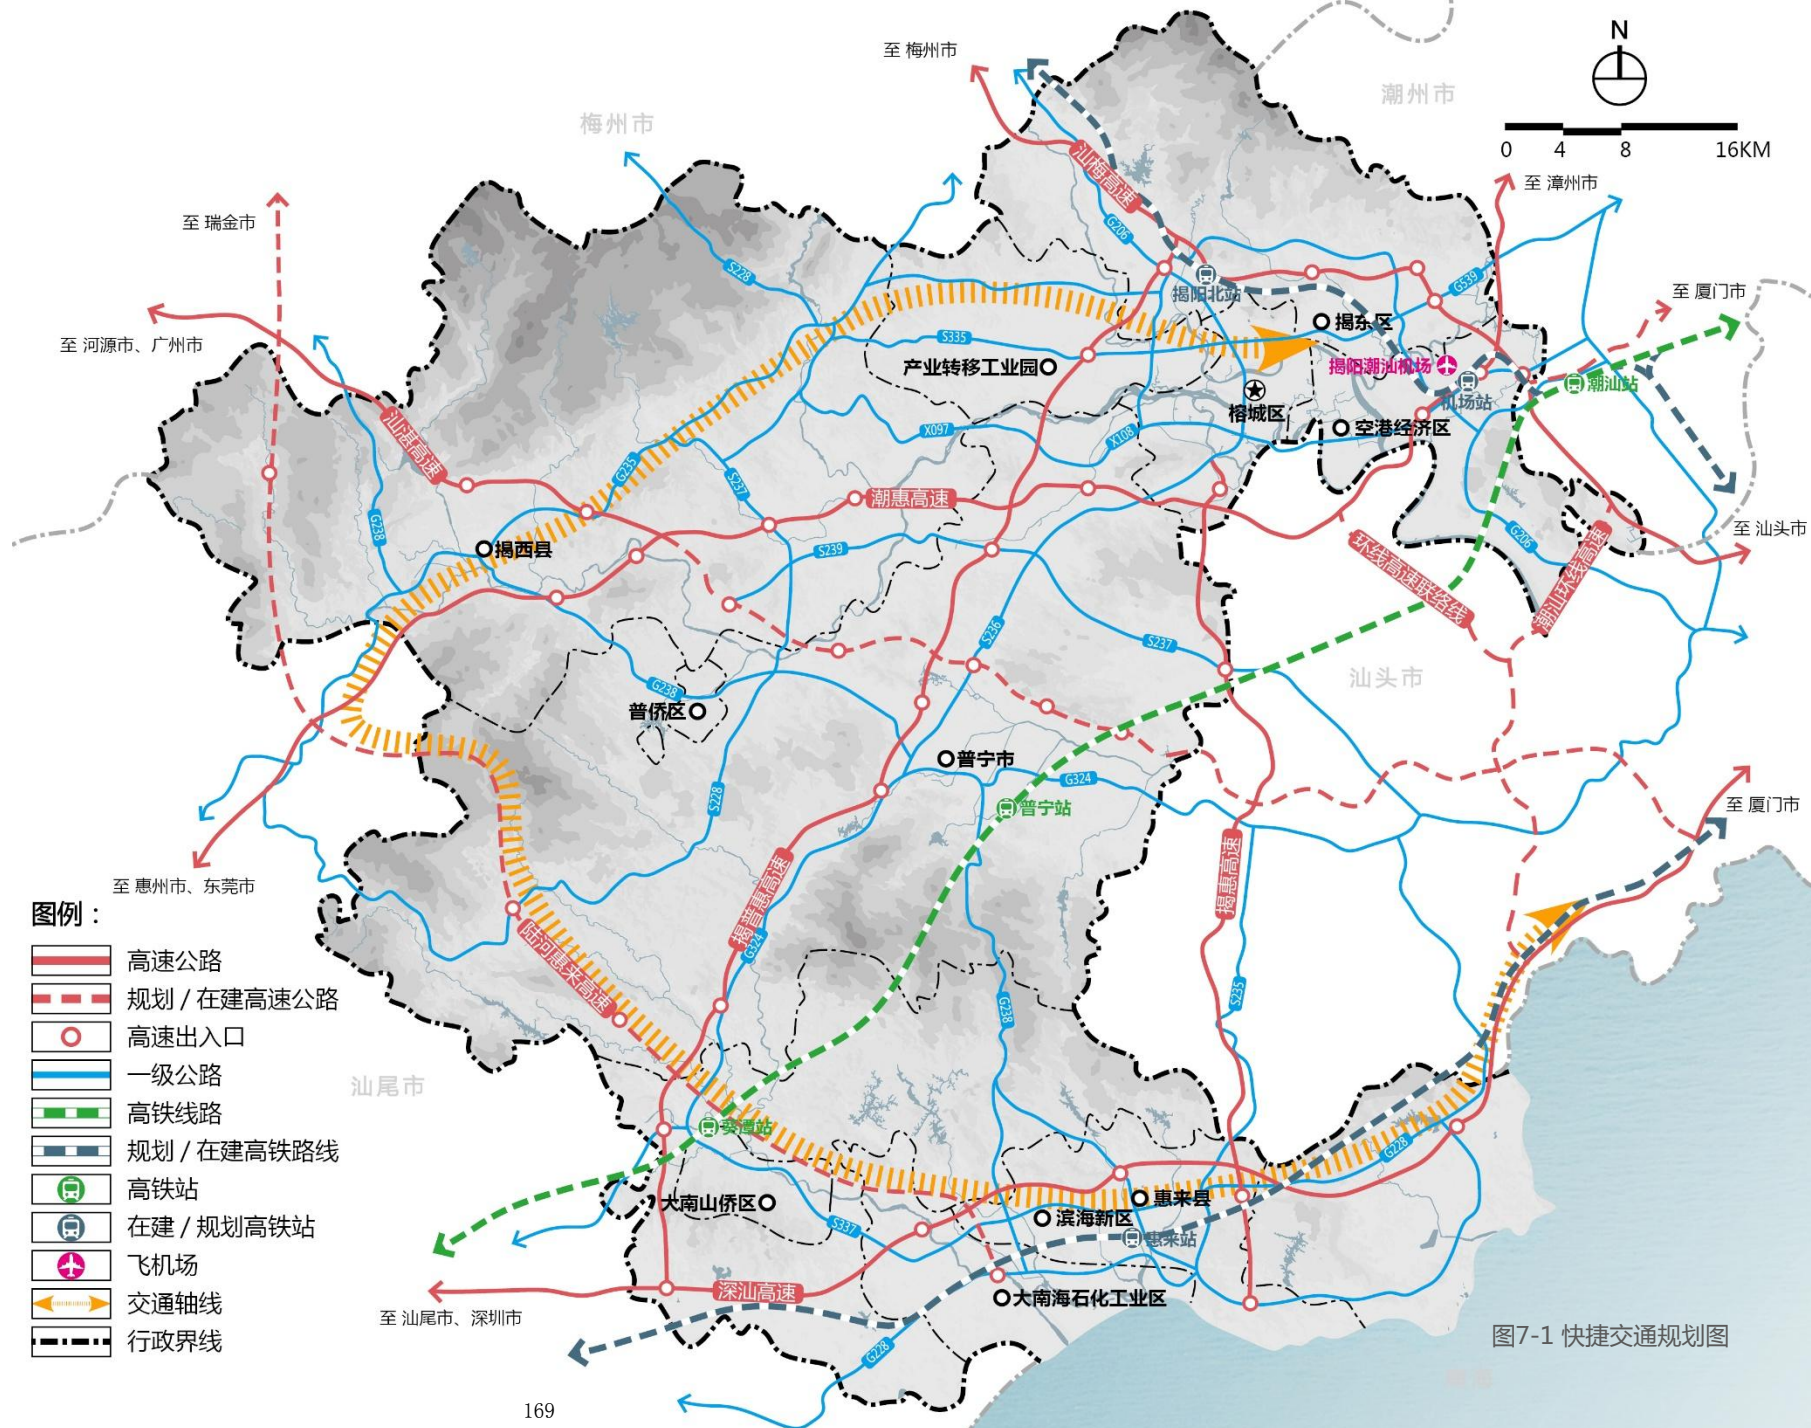 至 梅州市
N
潮州市
梅州市
0 4 8 16KM
至 漳州市
汕梅高速
至 瑞金市
G206
S228
揭阳北站
G539
至 厦门市
至 河源市、广州市
S335
揭东区
产业转移工业园
揭阳潮汕机场
机场站
潮汕站
榕城区
汕湛高速
X097
X108
空港经济区
G235
S237
潮惠高速
G238
至 汕头市
G206
揭西县
S239
环线高速联络线
潮汕环线高速
S236
S237
汕头市
G238
普侨区
普宁市
G324
S228
普宁站
至 厦门市
揭惠高速
至 惠州市、东莞市
揭普惠高速
图例：
陆河惠来高速
G324
高速公路
S235
规划 / 在建高速公路
G238
高速出入口
一级公路
汕尾市
高铁线路
葵潭站
规划 / 在建高铁路线
G228
高铁站
大南山侨区
惠来县
在建 / 规划高铁站
滨海新区
S337
惠来站
飞机场
深汕高速
大南海石化工业区
交通轴线
至 汕尾市、深圳市
行政界线
G228
图7-1 快捷交通规划图
169